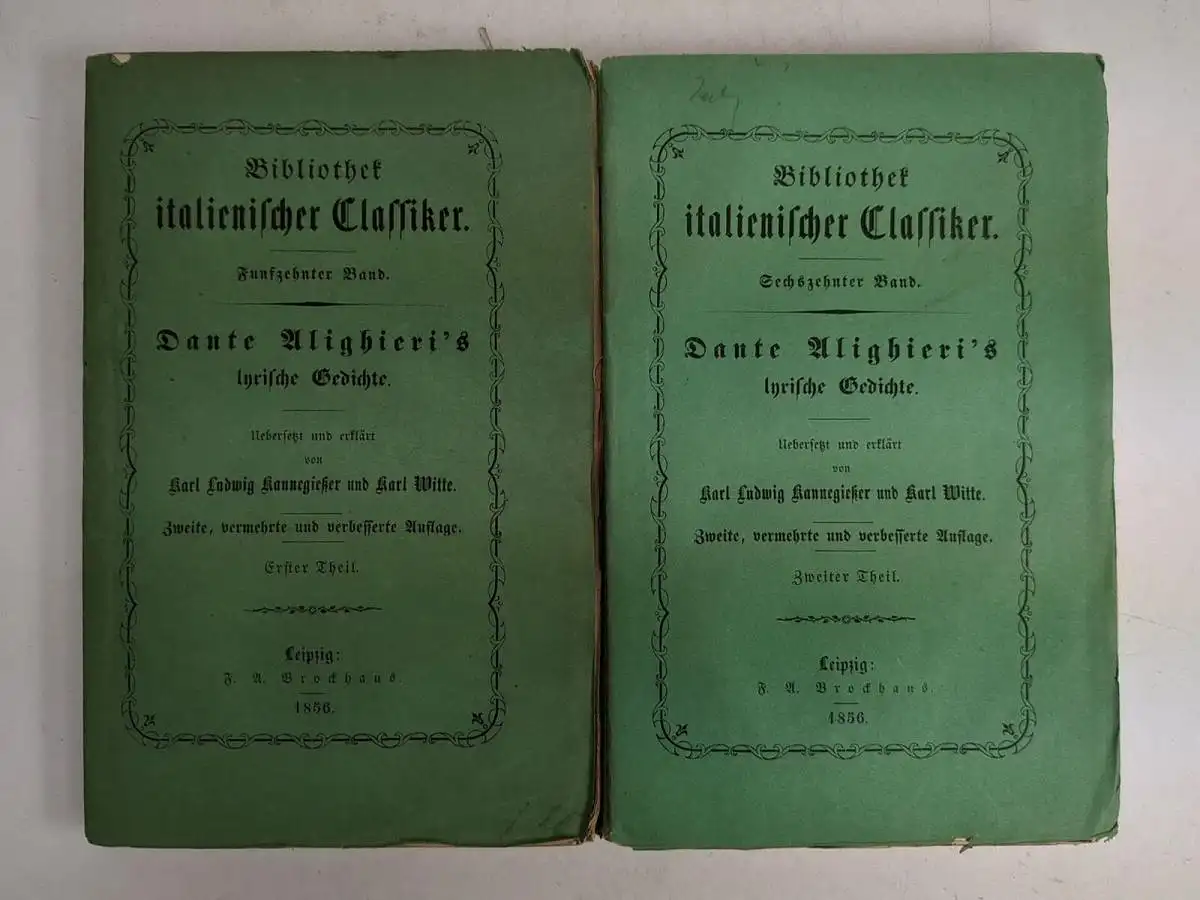 Bibliothek
italieniſcher Claſſiker.
Funfzehnter Band.
Dante Alighieri's
lyriſche Gedichte.
Ueberſetzt und erklärt
von
Karl Ludwig Kannegießer und Karl Witte.
Zweite, vermehrte und verbeſſerte Auflage.
Erſter Theil.
Leipzig:
F. A. Brockhaus.
1856.
Bibliothek
italieniſcher Claſſiker.
Sechszehnter Band.
Dante Alighieri's
lyriſche Gedichte.
Ueberſetzt und erklärt
von
Karl Ludwig Kannegießer und Karl Witte.
Zweite, vermehrte und verbeſſerte Auflage.
Zweiter Theil.
Leipzig:
F. A. Brockhaus.
1856.